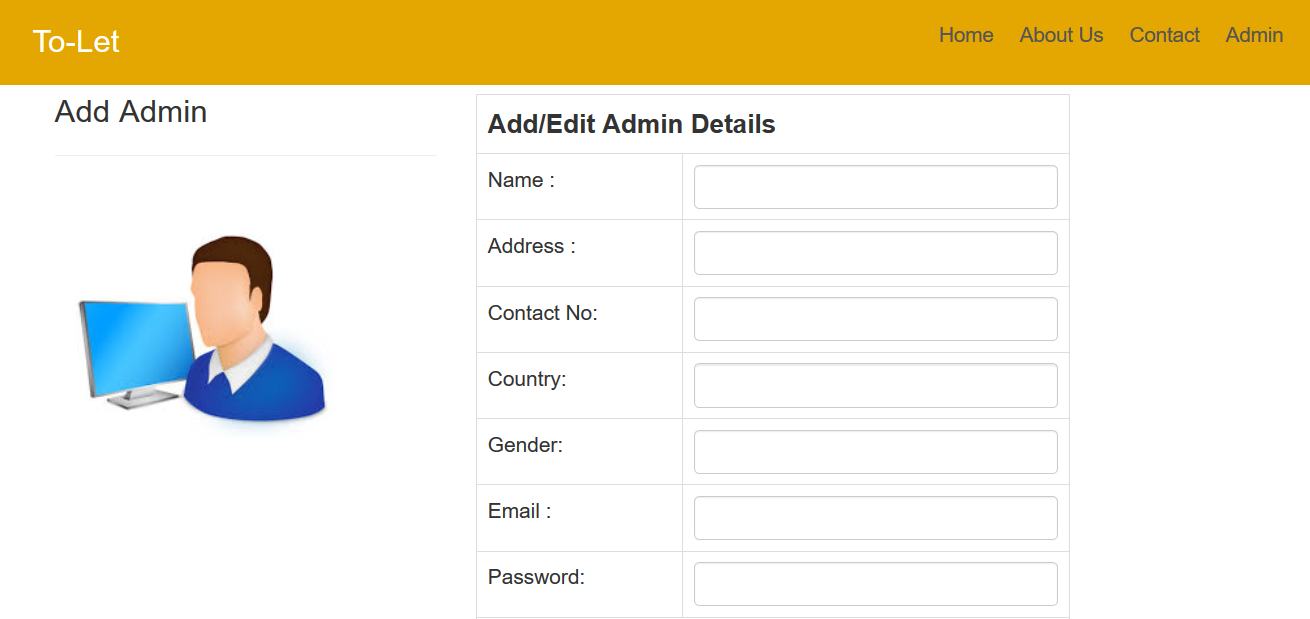 To-Let
Home About Us Contact Admin
Add Admin
Add/Edit Admin Details
Name :
Address :
Contact No:
Country:
Gender:
Email :
Password: